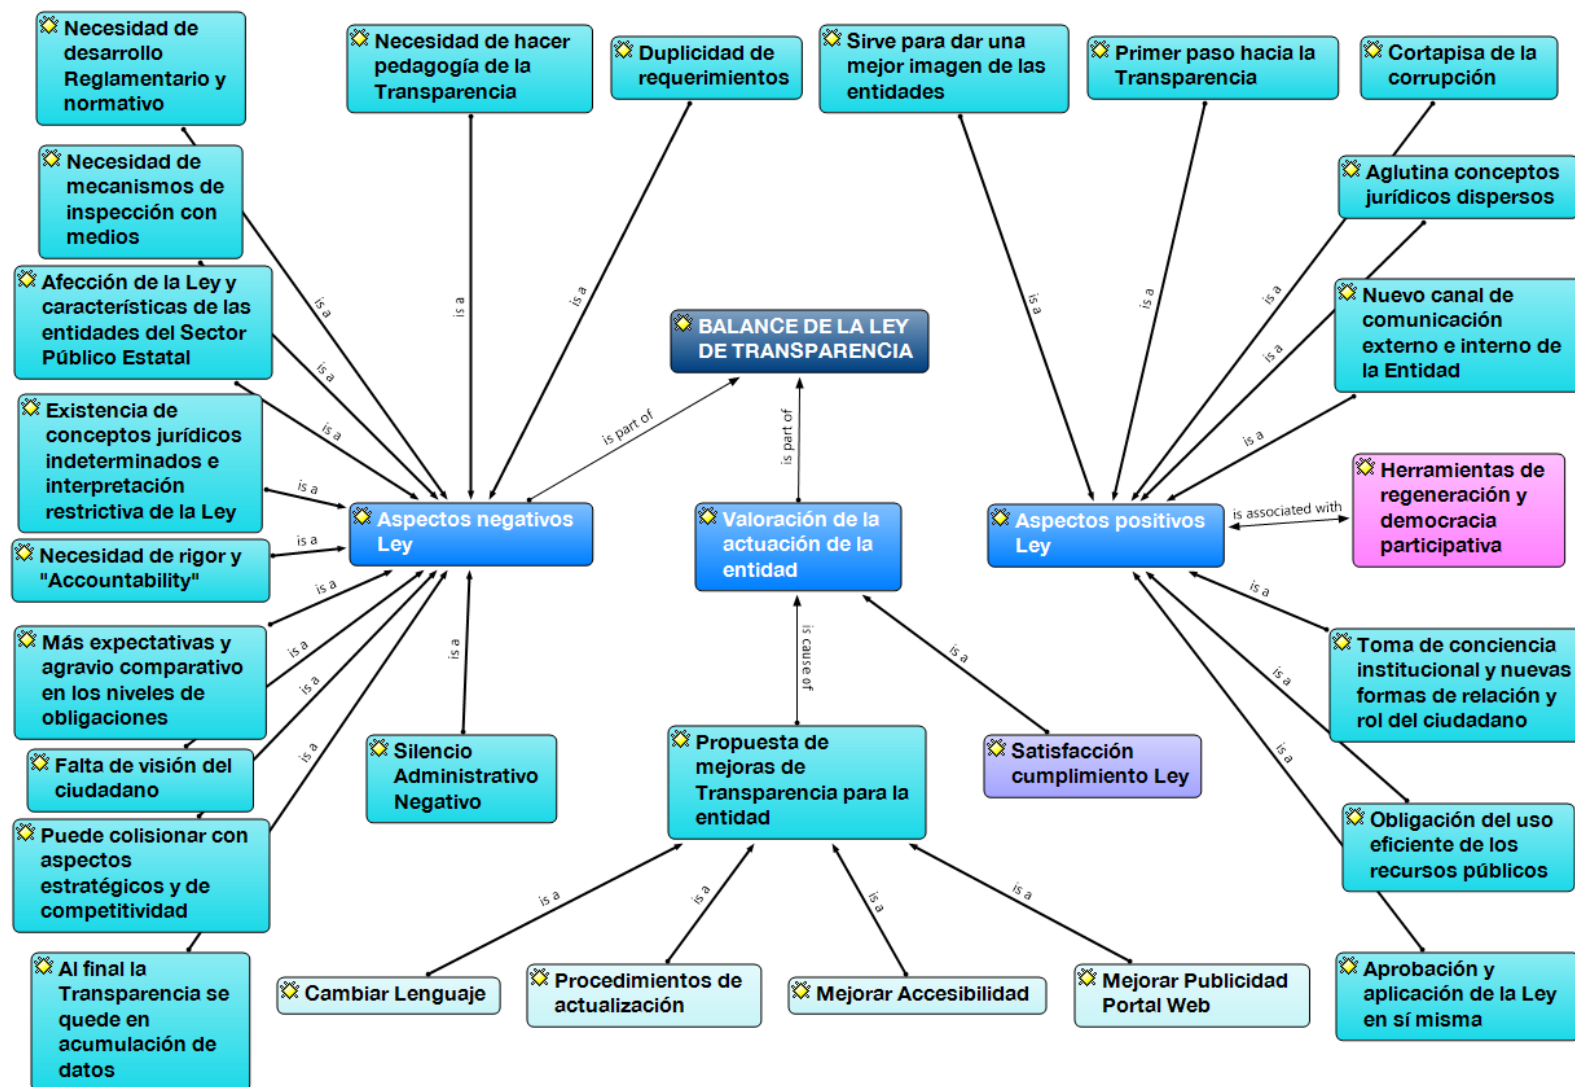 Necesidad de
desarrollo
Reglamentario y
normativo
Necesidad de hacer
pedagogía de la
Transparencia
Duplicidad de
requerimientos
Sirve para dar una
mejor imagen de las
entidades
Primer paso hacia la
Transparencia
Cortapisa de la
corrupción
Necesidad de
mecanismos de
inspección con
medios
Aglutina conceptos
jurídicos dispersos
Afección de la Ley y
características de las
entidades del Sector
Público Estatal
Nuevo canal de
comunicación
externo e interno de
la Entidad
BALANCE DE LA LEY
DE TRANSPARENCIA
is a
is a
is a
is a
is a
is a
is a
is a
is a
is a
is a
is part of
is part of
Existencia de
conceptos jurídicos
indeterminados e
interpretación
restrictiva de la Ley
is a
Herramientas de
regeneración y
democracia
participativa
is associated with
Aspectos negativos
Ley
Valoración de la
actuación de la
entidad
Aspectos positivos
Ley
Necesidad de rigor y
"Accountability"
is a
is a
is a
is a
is a
is a
is cause of
is a
is a
is a
is a
Más expectativas y
agravio comparativo
en los niveles de
obligaciones
Toma de conciencia
institucional y nuevas
formas de relación y
rol del ciudadano
Falta de visión del
ciudadano
Silencio
Administrativo
Negativo
Propuesta de
mejoras de
Transparencia para la
entidad
Satisfacción
cumplimiento Ley
Puede colisionar con
aspectos
estratégicos y de
competitividad
Obligación del uso
eficiente de los
recursos públicos
is a
is a
is a
is a
Al final la
Transparencia se
quede en
acumulación de
datos
Cambiar Lenguaje
Procedimientos de
actualización
Mejorar Accesibilidad
Mejorar Publicidad
Portal Web
Aprobación y
aplicación de la Ley
en sí misma